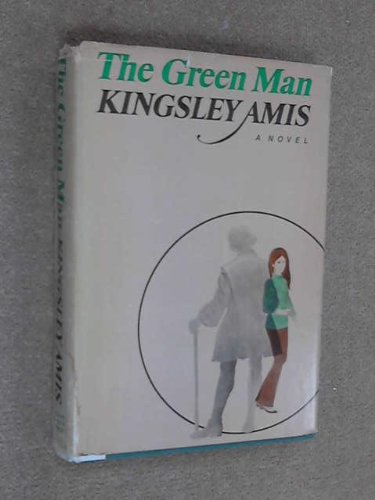 The Green Man
KINGSLEY AMIS
A NOVEL
The Green Man KINGSLEY AMIS